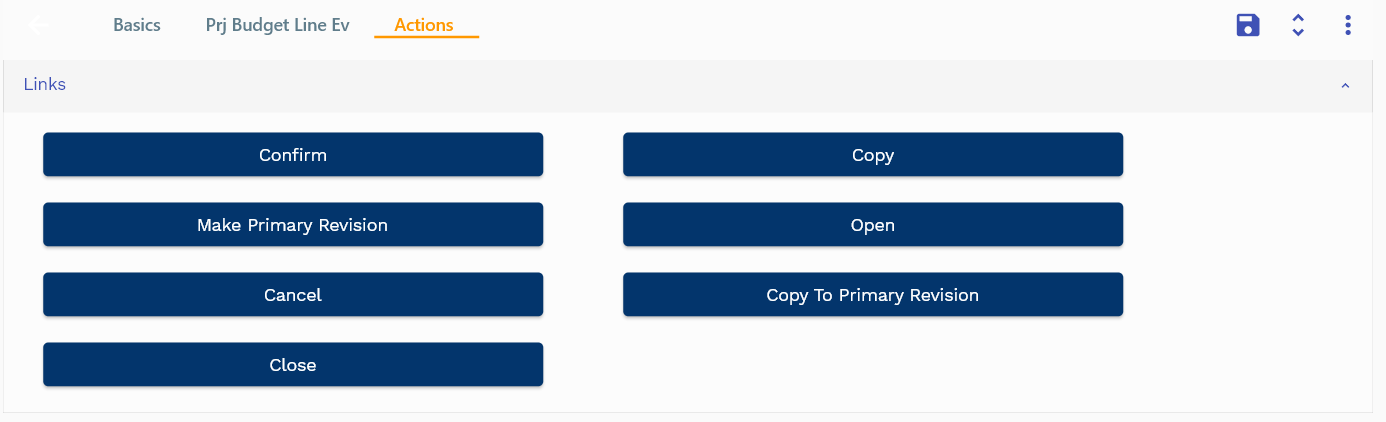 Basics Prj Budget Line Ev Actions
Links
Confirm Copy
Make Primary Revision Open
Cancel Copy To Primary Revision
Close